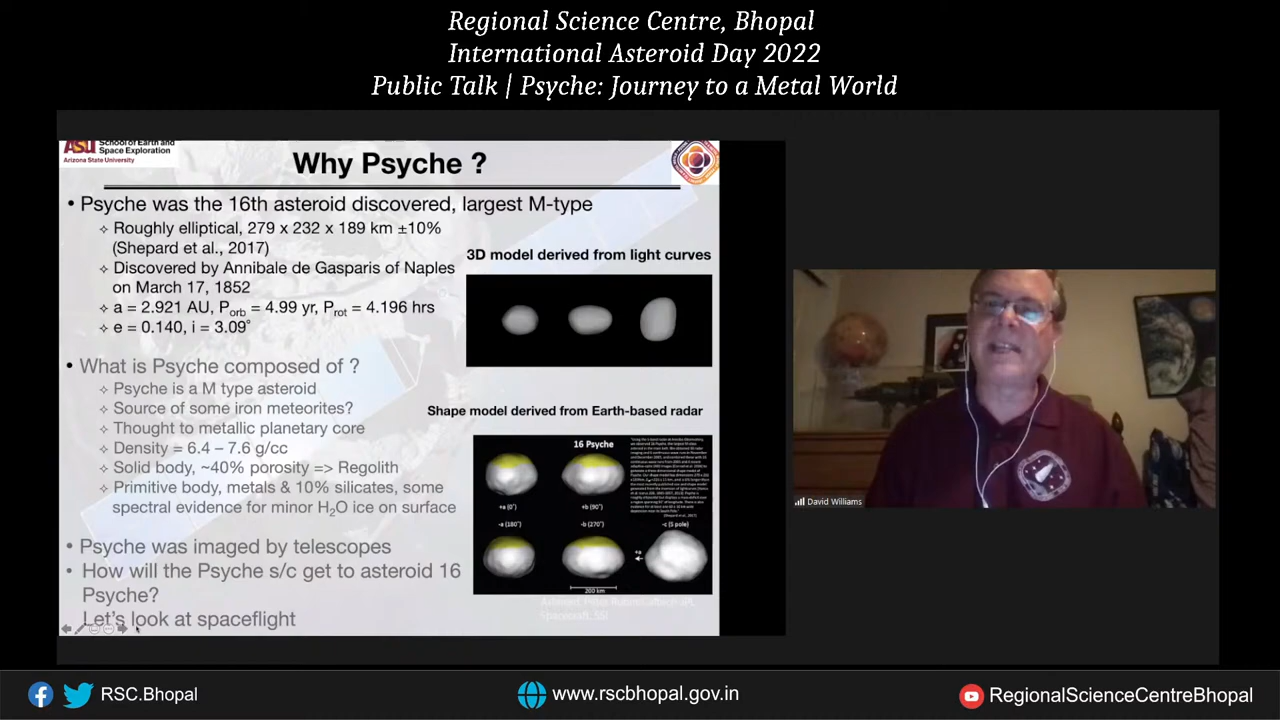 Regional Science Centre, Bhopal
International Asteroid Day 2022
Public Talk | Psyche: Journey to a Metal World
ASU School of Earth and
Space Exploration
Arizona State University
Why Psyche ?
• Psyche was the 16th asteroid discovered, largest M-type
✧ Roughly elliptical, 279 x 232 x 189 km ±10%
(Shepard et al., 2017)
✧ Discovered by Annibale de Gasparis of Naples
on March 17, 1852
✧ a = 2.921 AU, Porb = 4.99 yr, Prot = 4.196 hrs
✧ e = 0.140, i = 3.09°
• What is Psyche composed of ?
✧ Psyche is a M type asteroid
✧ Source of some iron meteorites?
✧ Thought to metallic planetary core
✧ Density = 6.4 – 7.6 g/cc
✧ Solid body, ~40% porosity => Regolith
✧ Primitive body, metals & 10% silicates, some
spectral evidence for minor H2O ice on surface
• Psyche was imaged by telescopes
• How will the Psyche s/c get to asteroid 16
Psyche?
Let's look at spaceflight
3D model derived from light curves
Shape model derived from Earth-based radar
16 Psyche
+a (0°) +b (90°)
-a (180°) -b (270°) -c (S pole)
+a
200 km
David Williams
RSC.Bhopal
www.rscbhopal.gov.in
RegionalScienceCentreBhopal